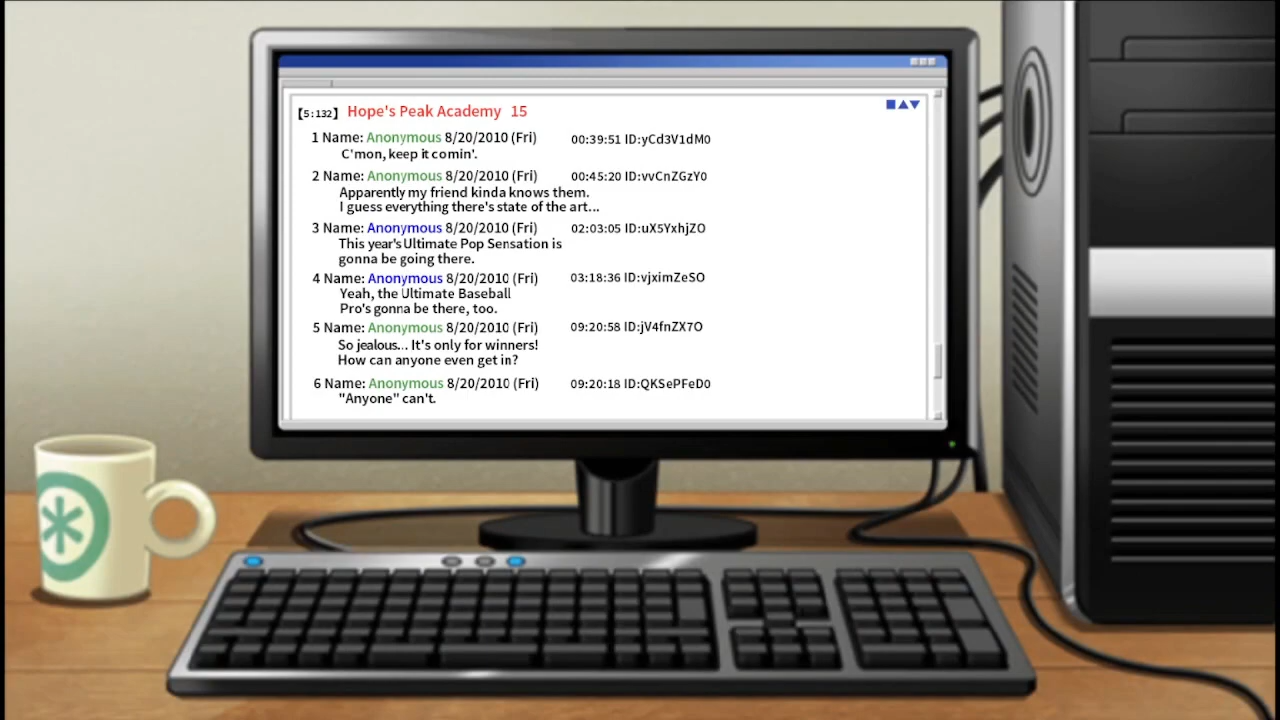 【5:132】 Hope's Peak Academy 15
1 Name: Anonymous 8/20/2010 (Fri) 00:39:51 ID:yCd3V1dM0
C'mon, keep it comin'.
2 Name: Anonymous 8/20/2010 (Fri) 00:45:20 ID:vvCnZGzY0
Apparently my friend kinda knows them.
I guess everything there's state of the art...
3 Name: Anonymous 8/20/2010 (Fri) 02:03:05 ID:uX5YxhjZO
This year's Ultimate Pop Sensation is
gonna be going there.
4 Name: Anonymous 8/20/2010 (Fri) 03:18:36 ID:vjximZeSO
Yeah, the Ultimate Baseball
Pro's gonna be there, too.
5 Name: Anonymous 8/20/2010 (Fri) 09:20:58 ID:jV4fnZX7O
So jealous... It's only for winners!
How can anyone even get in?
6 Name: Anonymous 8/20/2010 (Fri) 09:20:18 ID:QKSePFeD0
"Anyone" can't.